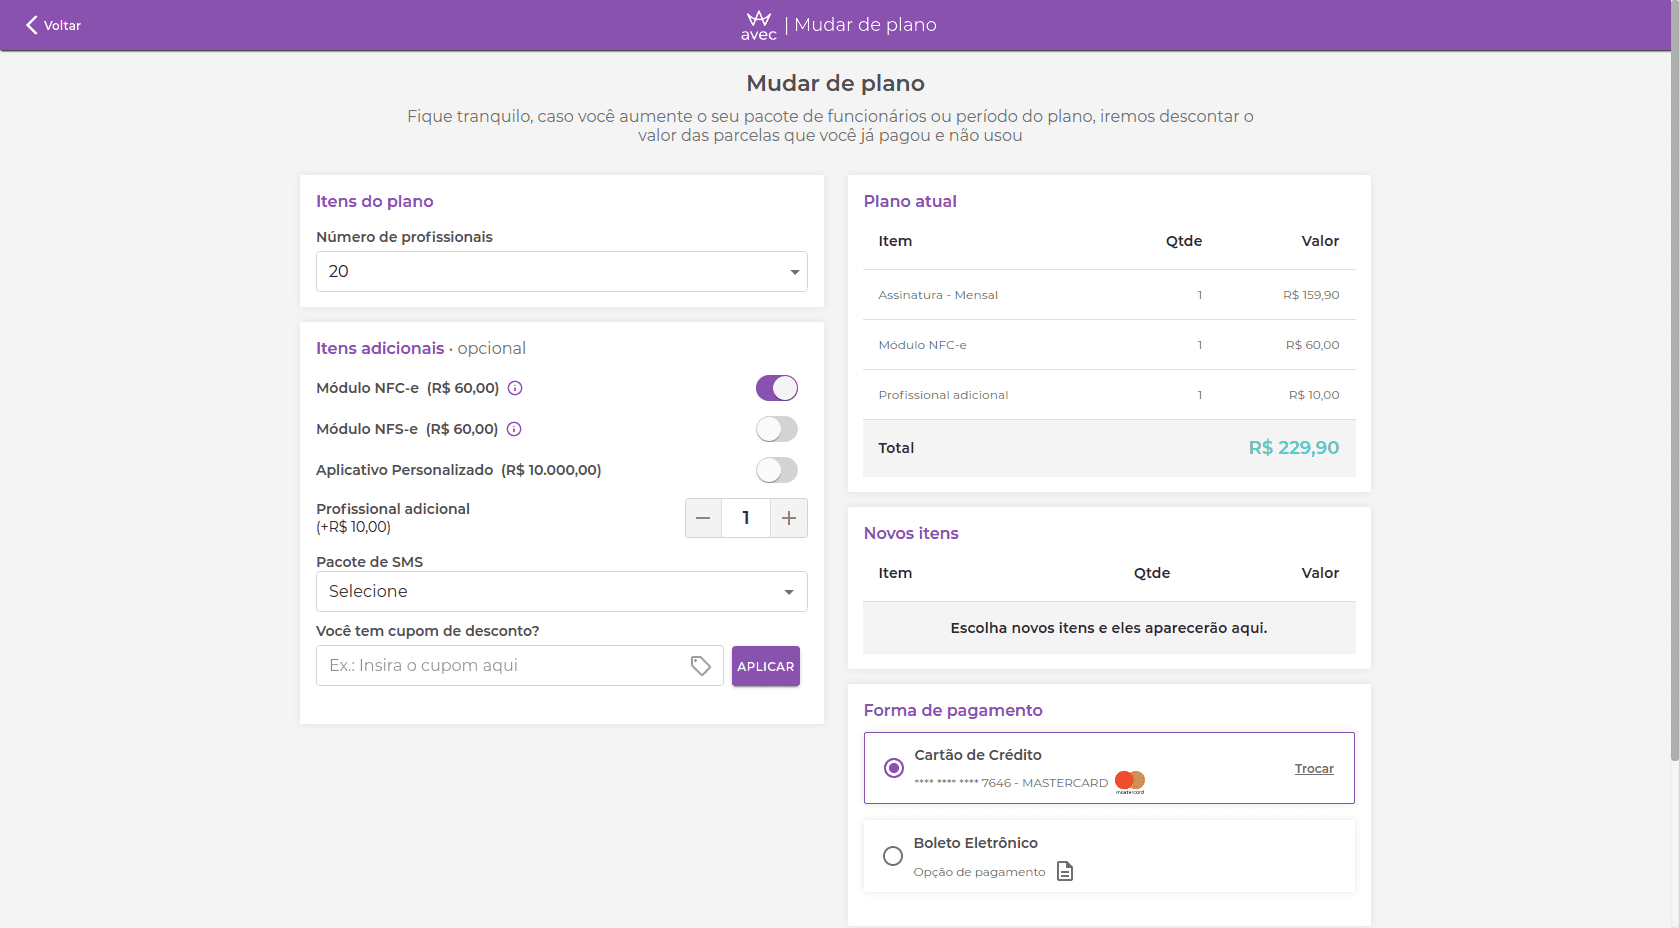 Voltar
avec | Mudar de plano
Mudar de plano
Fique tranquilo, caso você aumente o seu pacote de funcionários ou período do plano, iremos descontar o
valor das parcelas que você já pagou e não usou
Itens do plano
Número de profissionais
20
Itens adicionais · opcional
Módulo NFC-e (R$ 60,00)
Módulo NFS-e (R$ 60,00)
Aplicativo Personalizado (R$ 10.000,00)
Profissional adicional
(+R$ 10,00)
1
Pacote de SMS
Selecione
Você tem cupom de desconto?
Ex.: Insira o cupom aqui
APLICAR
Plano atual
Item Qtde Valor
Assinatura - Mensal 1 R$ 159,90
Módulo NFC-e 1 R$ 60,00
Profissional adicional 1 R$ 10,00
Total R$ 229,90
Novos itens
Item Qtde Valor
Escolha novos itens e eles aparecerão aqui.
Forma de pagamento
Cartão de Crédito
**** **** **** 7646 - MASTERCARD mastercard
Trocar
Boleto Eletrônico
Opção de pagamento